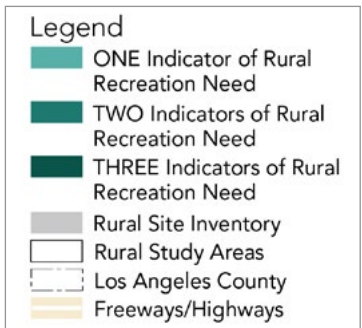 Legend
ONE Indicator of Rural
Recreation Need
TWO Indicators of Rural
Recreation Need
THREE Indicators of Rural
Recreation Need
Rural Site Inventory
Rural Study Areas
Los Angeles County
Freeways/Highways